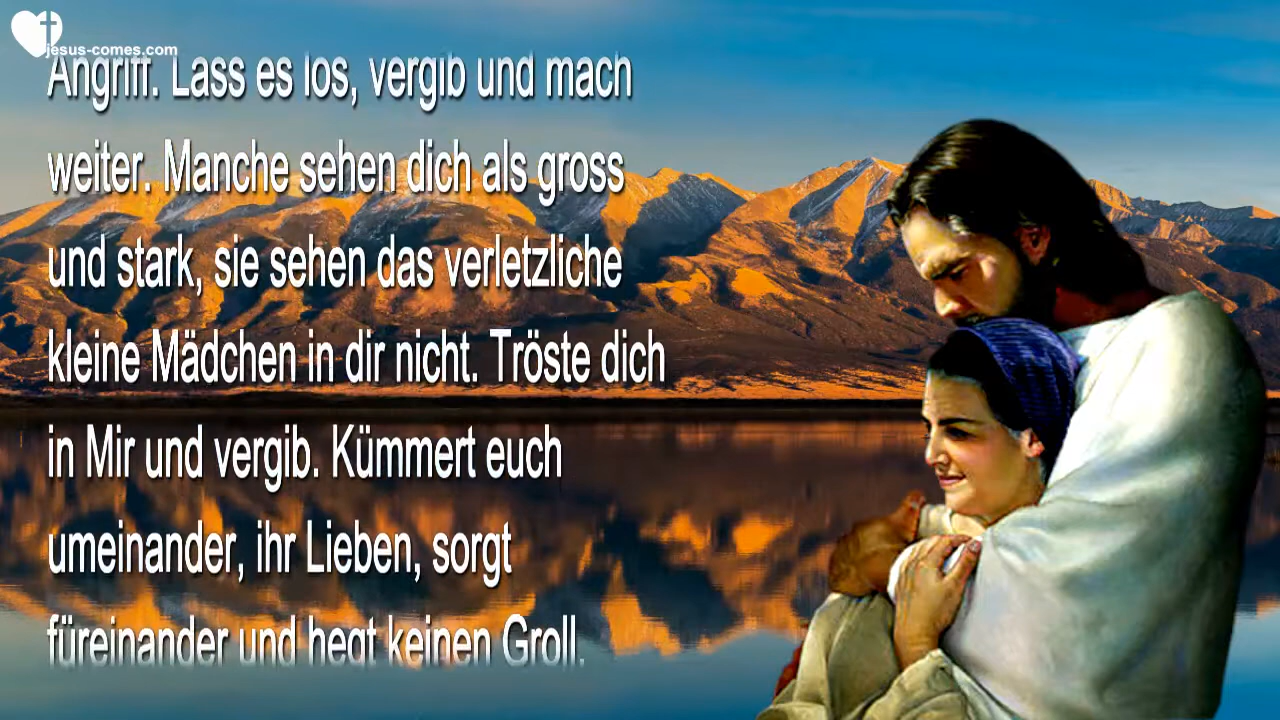 jesus-comes.com
Angriff. Lass es los, vergib und mach
weiter. Manche sehen dich als gross
und stark, sie sehen das verletzliche
kleine Mädchen in dir nicht. Tröste dich
in Mir und vergib. Kümmert euch
umeinander, ihr Lieben, sorgt
füreinander und hegt keinen Groll.